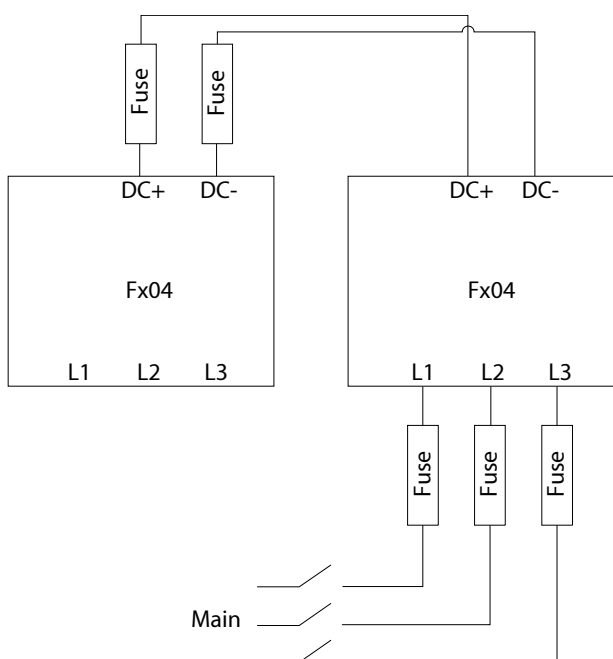 Fuse Fuse
DC+ DC- DC+ DC-
Fx04 Fx04
L1 L2 L3 L1 L2 L3
Fuse Fuse Fuse
Main